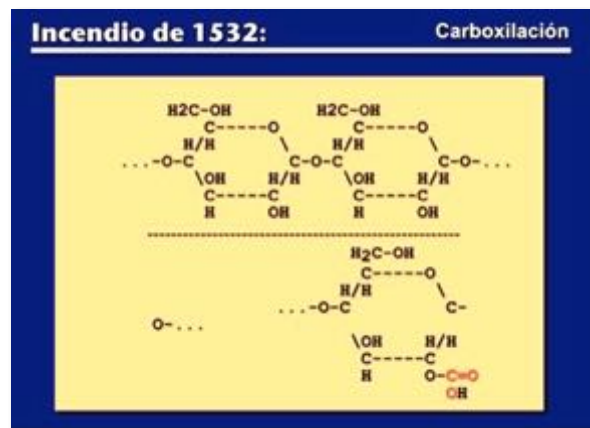 Incendio de 1532:
Carboxilación
H2C-OH H2C-OH
C-----O C-----O
H/H \ H/H \
...-O-C C-O-C C-O-...
\OH H/H \OH H/H
C-----C C-----C
H OH H OH
--------------------------------------------
H2C-OH
C-----O
H/H \
...-O-C C-
O-...
\OH H/H
C-----C
H O-C=O
OH